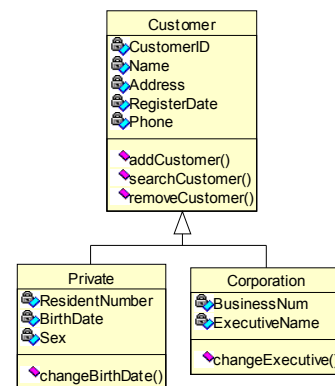 Customer
CustomerID
Name
Address
RegisterDate
Phone
addCustomer()
searchCustomer()
removeCustomer()
Private
ResidentNumber
BirthDate
Sex
changeBirthDate()
Corporation
BusinessNum
ExecutiveName
changeExecutive()